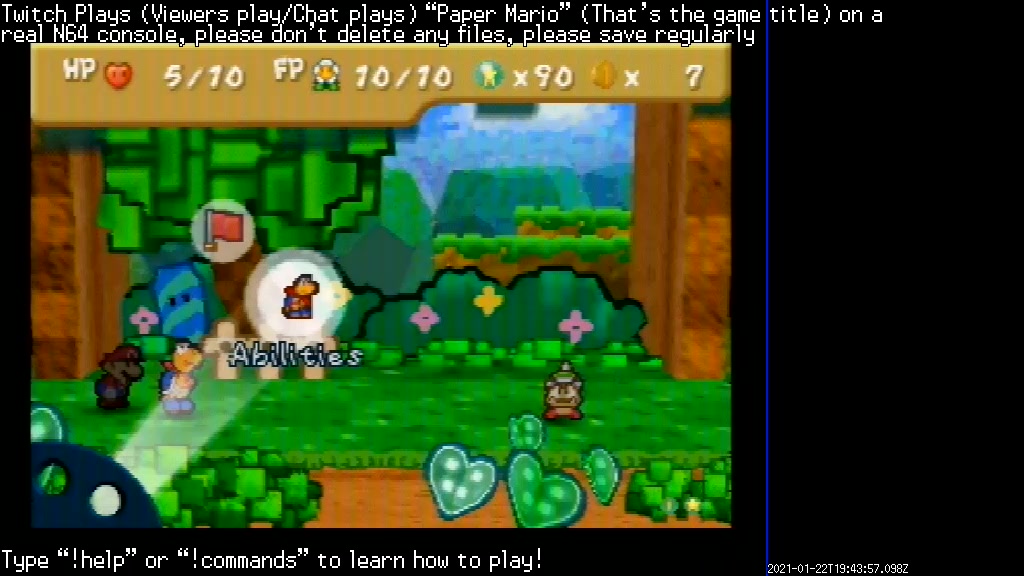 Twitch Plays (Viewers play/Chat plays) “Paper Mario” (That’s the game title) on a
real N64 console, please don’t delete any files, please save regularly
HP 5/10 FP 10/10 x90 x 7
Abilities
Type “!help” or “!commands” to learn how to play!
2021-01-22T19:43:57.098Z